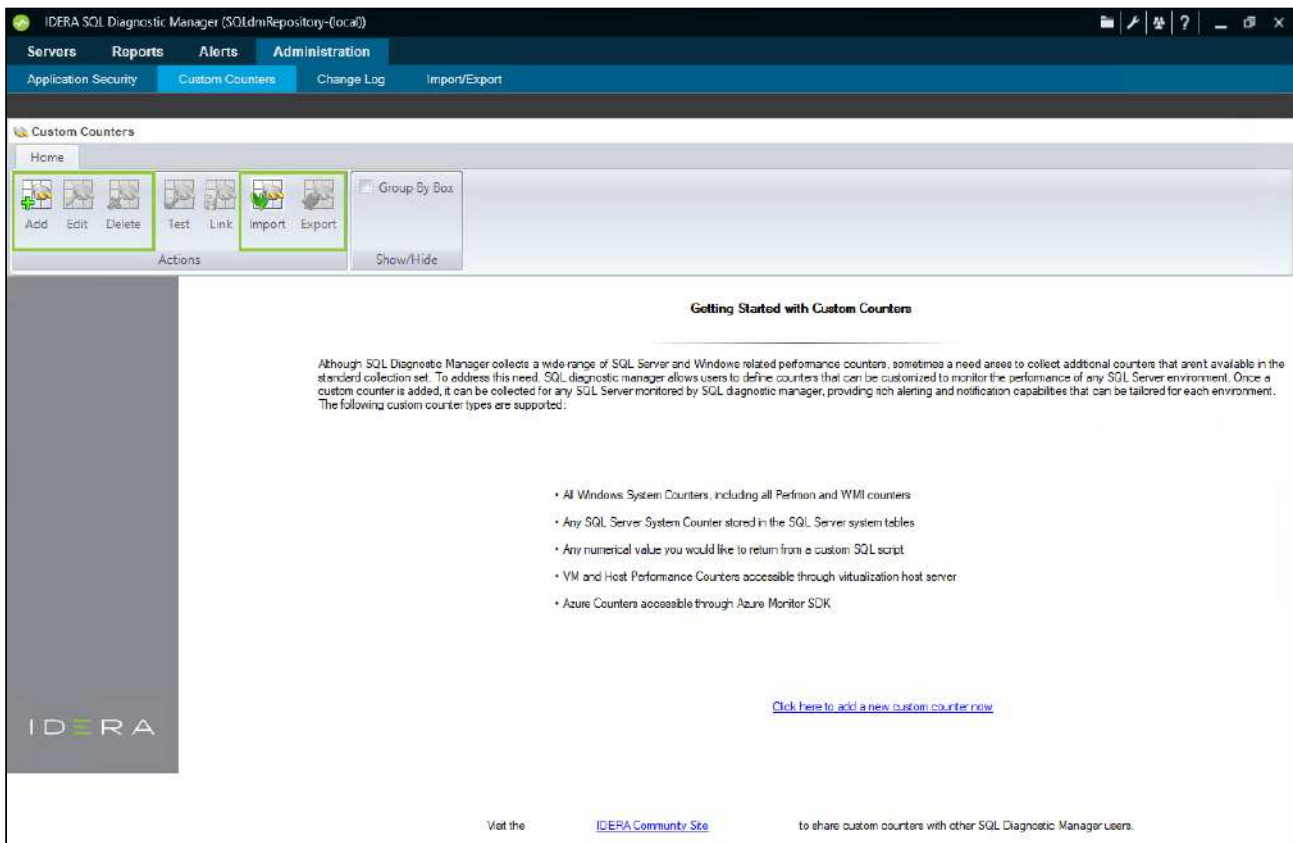 IDERA SQL Diagnostic Manager (SQLdmRepository-(local))
?
Servers Reports Alerts Administration
Application Security Custom Counters Change Log Import/Export
Custom Counters
Home
Add Edit Delete Test Link Import Export
Group By Box
Actions Show/Hide
Getting Started with Custom Counters
Although SQL Diagnostic Manager collects a wide range of SQL Server and Windows related performance counters, sometimes a need arises to collect additional counters that aren't available in the
standard collection set. To address this need. SQL diagnostic manager allows users to define counters that can be customized to monitor the performance of any SQL Server environment. Once a
custom counter is added, it can be collected for any SQL Server monitored by SQL diagnostic manager, providing rich alerting and notification capabilities that can be tailored for each environment.
The following custom counter types are supported:
• All Windows System Counters, including all Perfmon and WMI counters
• Any SQL Server System Counter stored in the SQL Server system tables
• Any numerical value you would like to return from a custom SQL script
• VM and Host Performance Counters accessible through virtualization host server
• Azure Counters accessible through Azure Monitor SDK
Click here to add a new custom counter now
IDERA
Visit the IDERA Community Site to share custom counters with other SQL Diagnostic Manager users.